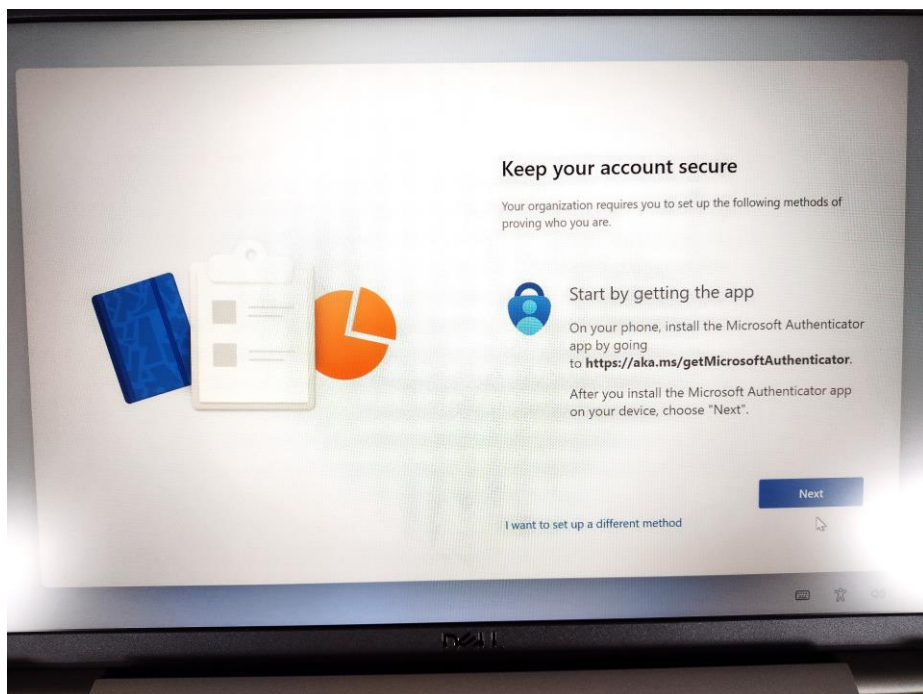 Keep your account secure
Your organization requires you to set up the following methods of
proving who you are.
Start by getting the app
On your phone, install the Microsoft Authenticator
app by going
to https://aka.ms/getMicrosoftAuthenticator.
After you install the Microsoft Authenticator app
on your device, choose "Next".
Next
I want to set up a different method
DELL